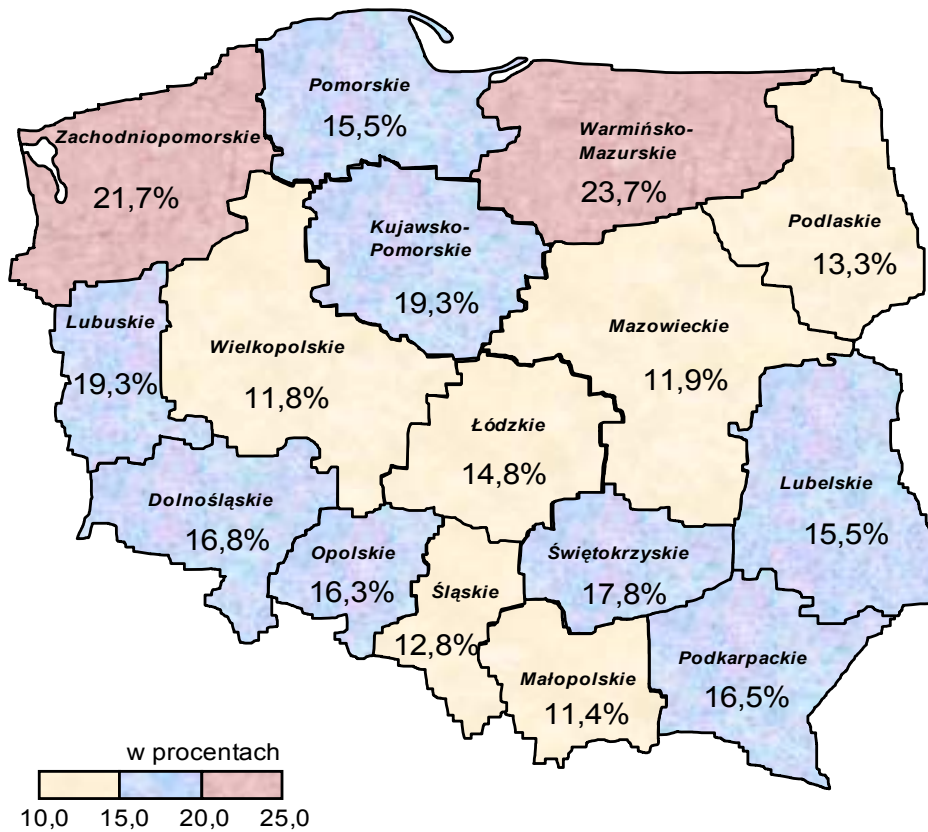 Pomorskie
15,5%
Zachodniopomorskie
21,7%
Warmińsko-
Mazurskie
23,7%
Kujawsko-
Pomorskie
19,3%
Podlaskie
13,3%
Lubuskie
19,3%
Wielkopolskie
11,8%
Mazowieckie
11,9%
Łódzkie
14,8%
Lubelskie
15,5%
Dolnośląskie
16,8%
Opolskie
16,3%
Śląskie
12,8%
Świętokrzyskie
17,8%
Małopolskie
11,4%
Podkarpackie
16,5%
w procentach
10,0 15,0 20,0 25,0